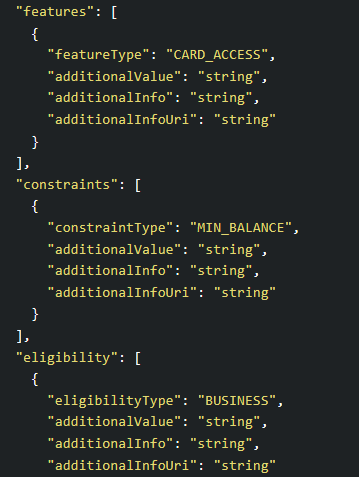 "features": [
{
"featureType": "CARD_ACCESS",
"additionalValue": "string",
"additionalInfo": "string",
"additionalInfoUri": "string"
}
],
"constraints": [
{
"constraintType": "MIN_BALANCE",
"additionalValue": "string",
"additionalInfo": "string",
"additionalInfoUri": "string"
}
],
"eligibility": [
{
"eligibilityType": "BUSINESS",
"additionalValue": "string",
"additionalInfo": "string",
"additionalInfoUri": "string"